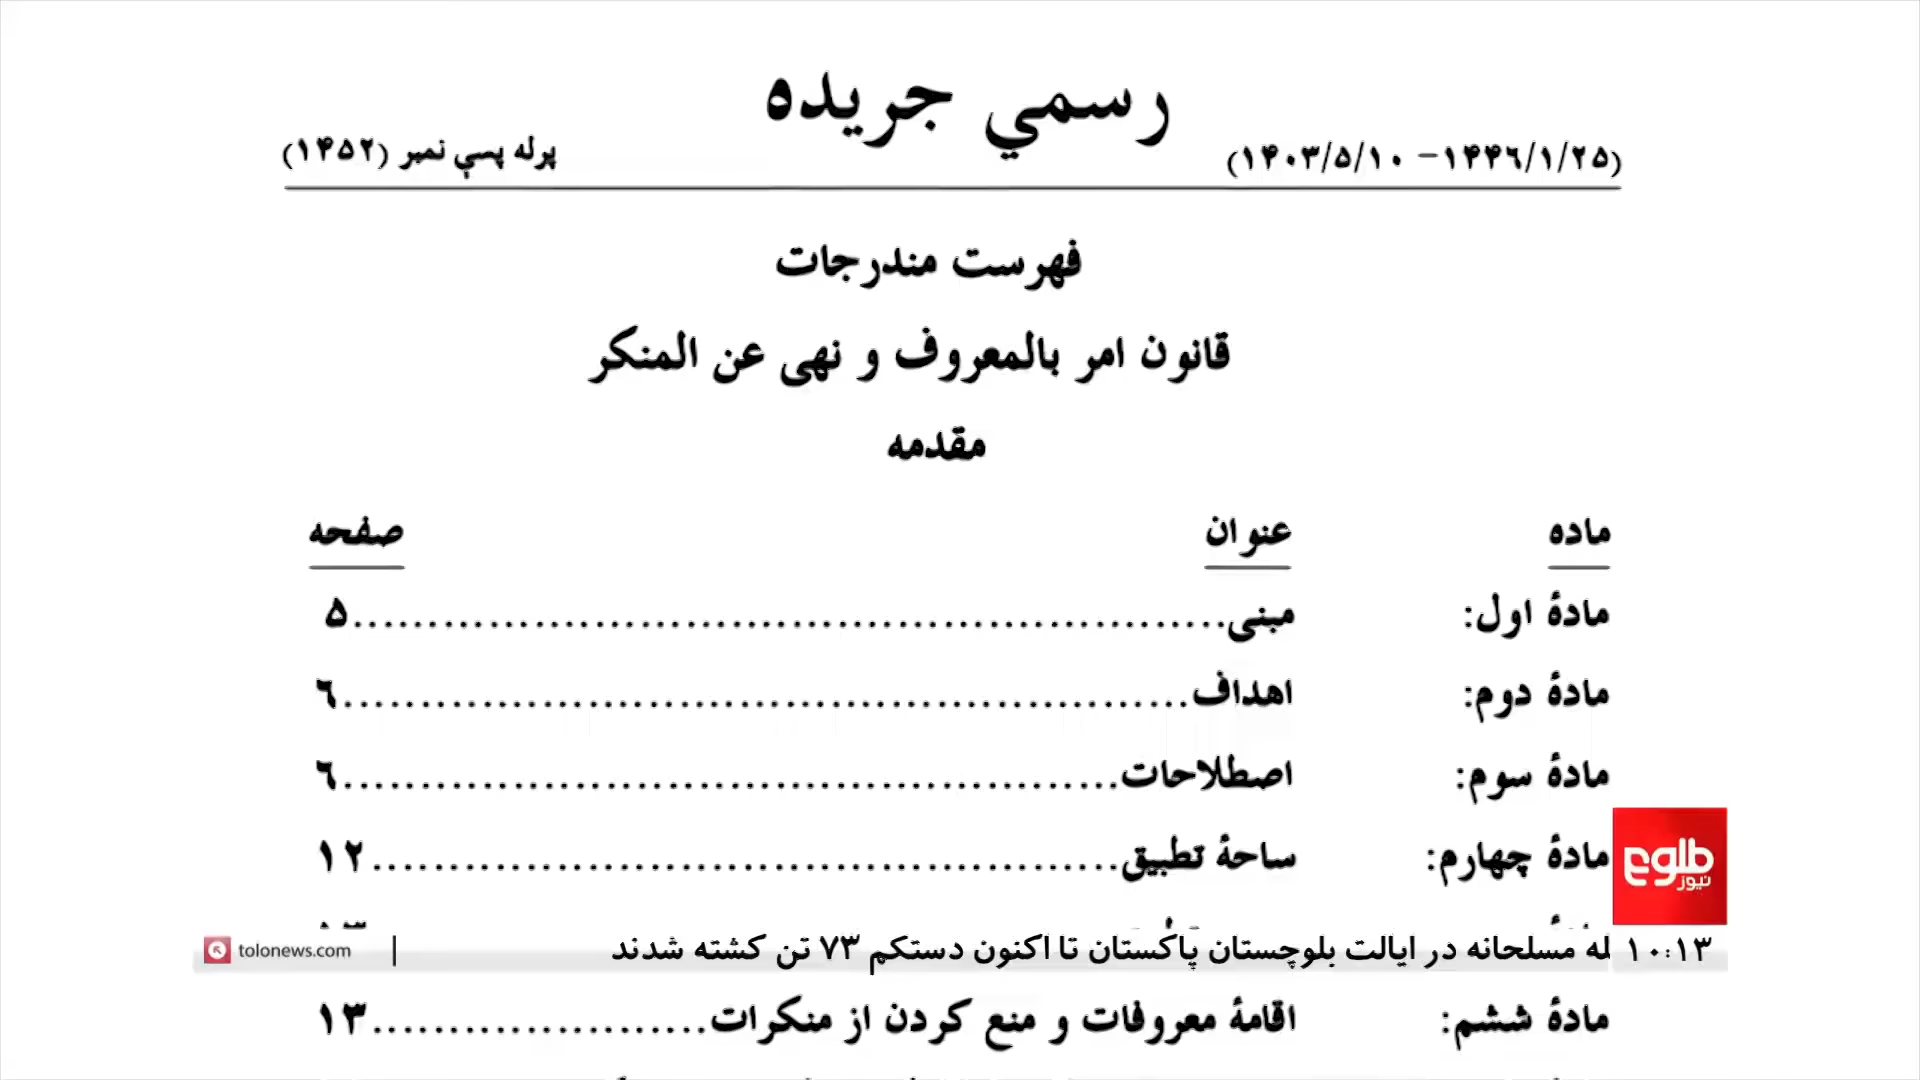 رسمي جريده
(۱۴۰۳/۵/۱۰ –۱۴۴۶/۱/۲۵)
پرله پسې نمبر (۱۴۵۲)
فهرست مندرجات
قانون امر بالمعروف و نهی عن المنکر
مقدمه
ماده عنوان صفحه
مادۀ اول: مبنی.......................................................۵
مادۀ دوم: اهداف.......................................................۶
مادۀ سوم: اصطلاحات..................................................۶
مادۀ چهارم: ساحۀ تطبیق................................................۱۲
طلوع نیوز
۱۰:۱۳ له مسلحانه در ایالت بلوچستان پاکستان تا اکنون دستکم ۷۳ تن کشته شدند | tolonews.com
مادۀ ششم: اقامۀ معروفات و منع کردن از منکرات......................۱۳